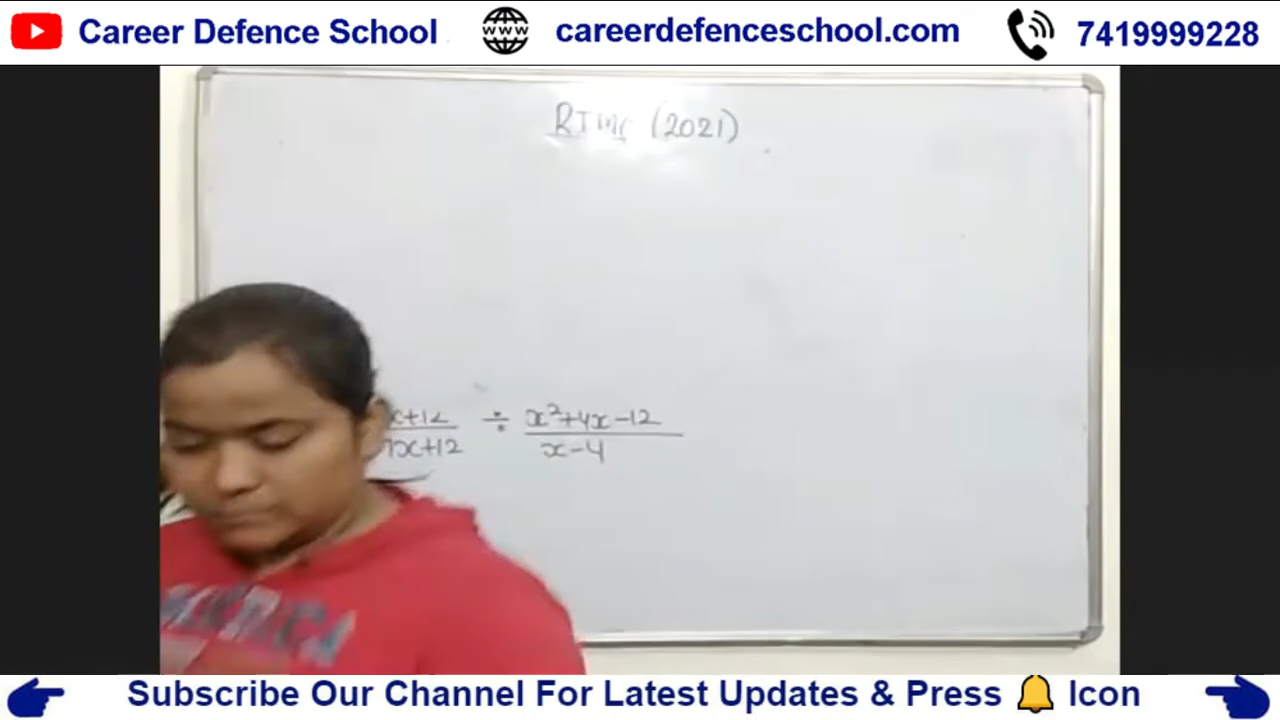 Career Defence School
www
careerdefenceschool.com
7419999228
RIMC (2021)
x+12 ÷ x²+4x-12
7x+12 x-4
Subscribe Our Channel For Latest Updates & Press 🔔 Icon